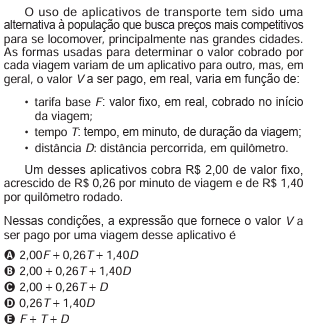 O uso de aplicativos de transporte tem sido uma
alternativa à população que busca preços mais competitivos
para se locomover, principalmente nas grandes cidades.
As formas usadas para determinar o valor cobrado por
cada viagem variam de um aplicativo para outro, mas, em
geral, o valor V a ser pago, em real, varia em função de:
• tarifa base F: valor fixo, em real, cobrado no início
da viagem;
• tempo T: tempo, em minuto, de duração da viagem;
• distância D: distância percorrida, em quilômetro.
Um desses aplicativos cobra R$ 2,00 de valor fixo,
acrescido de R$ 0,26 por minuto de viagem e de R$ 1,40
por quilômetro rodado.
Nessas condições, a expressão que fornece o valor V a
ser pago por uma viagem desse aplicativo é
A 2,00F + 0,26T + 1,40D
B 2,00 + 0,26T + 1,40D
C 2,00 + 0,26T + D
D 0,26T + 1,40D
E F + T + D